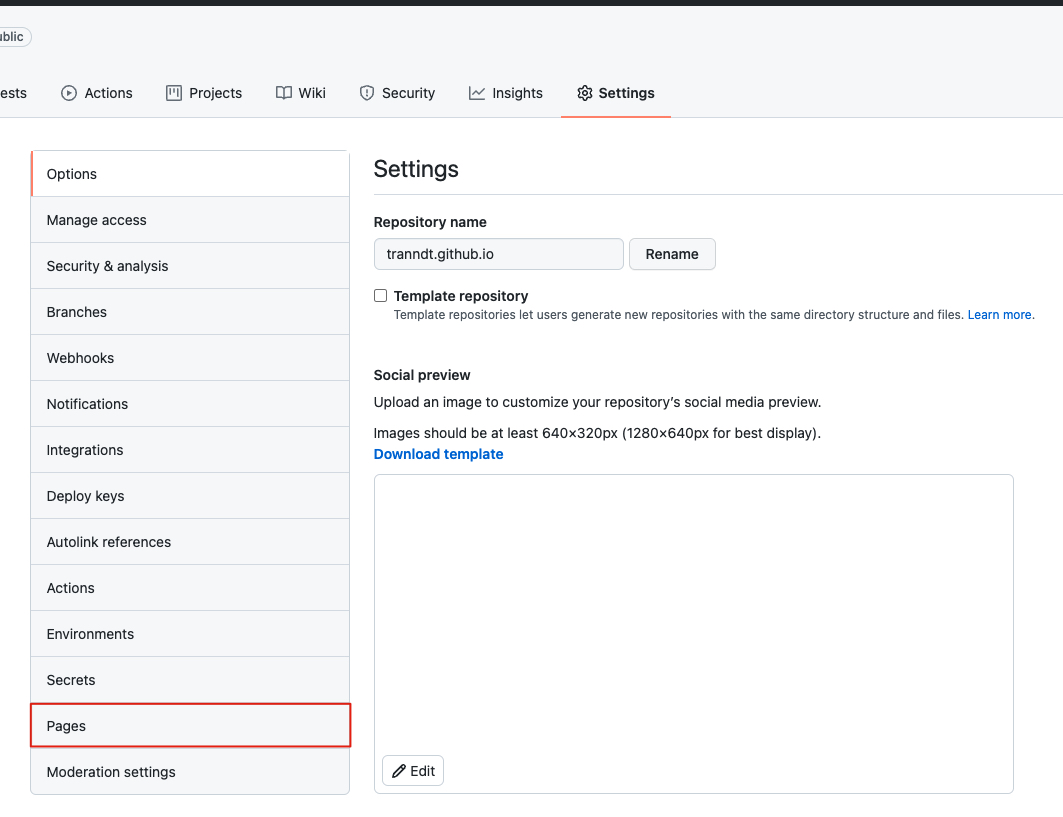 ublic
ests Actions Projects Wiki Security Insights Settings
Options
Manage access
Security & analysis
Branches
Webhooks
Notifications
Integrations
Deploy keys
Autolink references
Actions
Environments
Secrets
Pages
Moderation settings
Settings
Repository name
tranndt.github.io Rename
Template repository
Template repositories let users generate new repositories with the same directory structure and files. Learn more.
Social preview
Upload an image to customize your repository's social media preview.
Images should be at least 640×320px (1280×640px for best display).
Download template
Edit